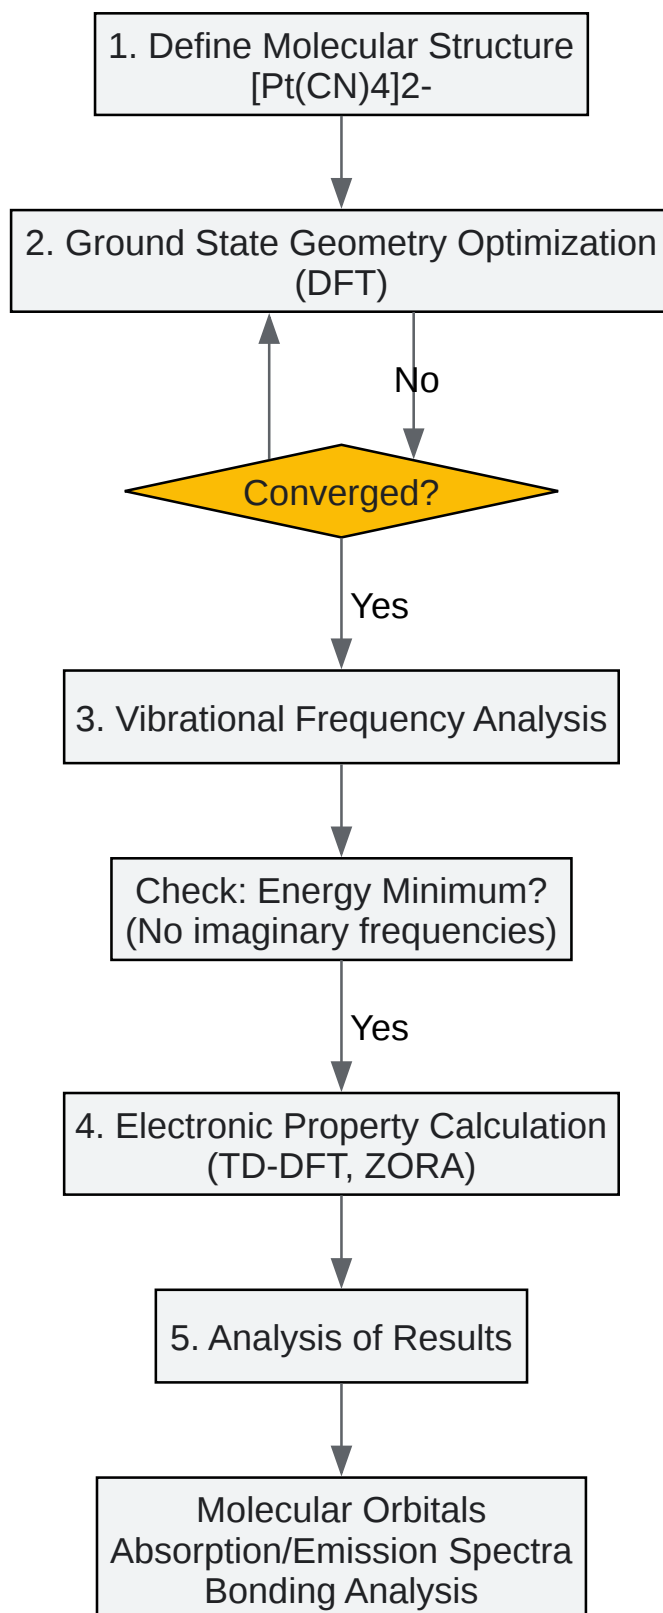 1. Define Molecular Structure
[Pt(CN)4]2-
2. Ground State Geometry Optimization
(DFT)
No
Converged?
Yes
3. Vibrational Frequency Analysis
Check: Energy Minimum?
(No imaginary frequencies)
Yes
4. Electronic Property Calculation
(TD-DFT, ZORA)
5. Analysis of Results
Molecular Orbitals
Absorption/Emission Spectra
Bonding Analysis